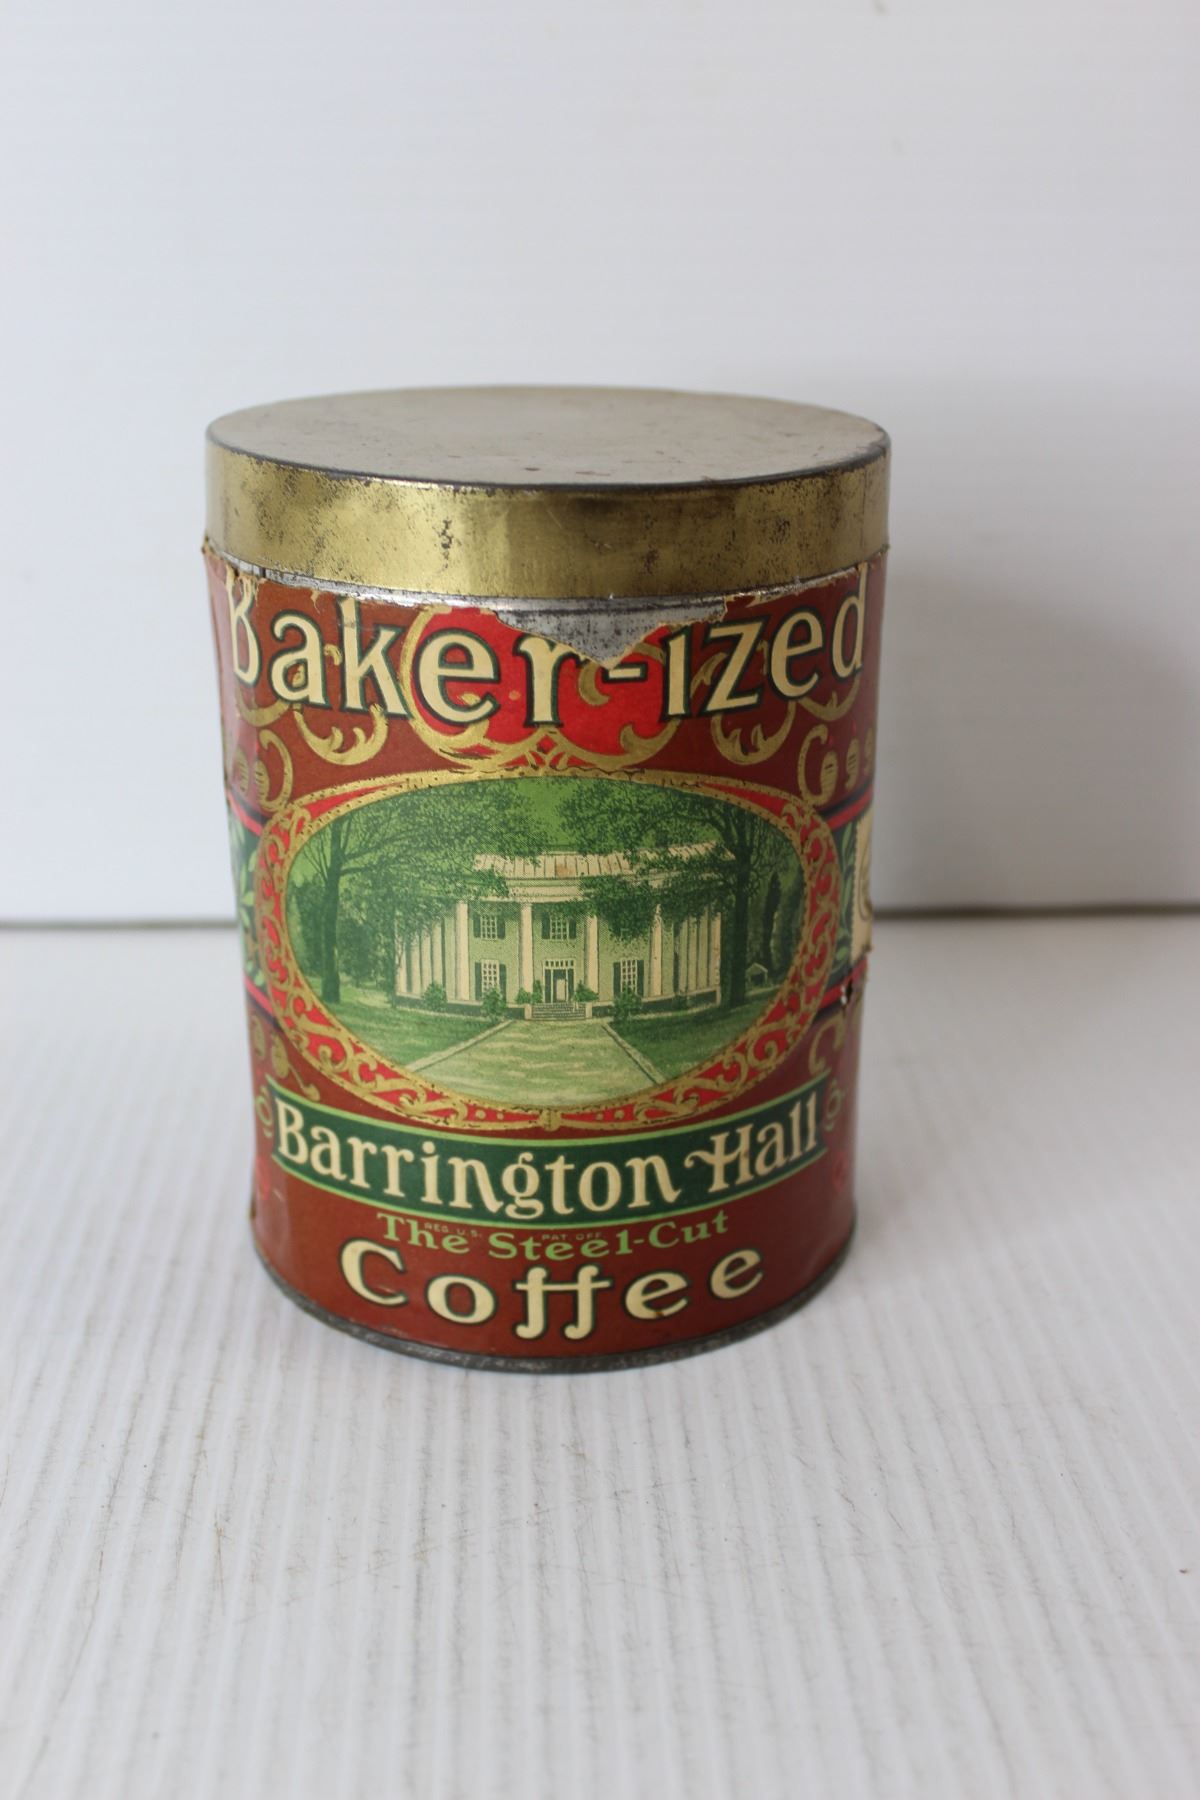 Baker-ized
Barrington Hall
REG. U.S. PAT. OFF.
The Steel-Cut
Coffee